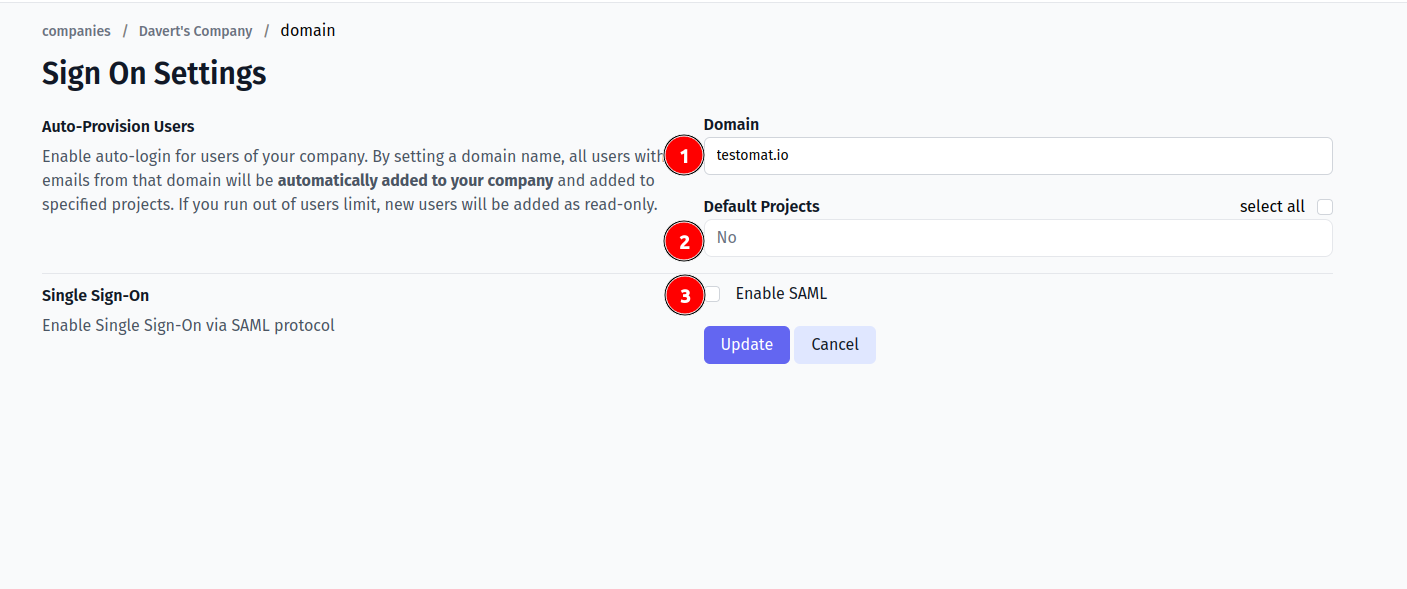 companies / Davert's Company / domain
Sign On Settings
Auto-Provision Users
Enable auto-login for users of your company. By setting a domain name, all users with
emails from that domain will be automatically added to your company and added to
specified projects. If you run out of users limit, new users will be added as read-only.
Domain
1 testomat.io
Default Projects select all
2 No
Single Sign-On
Enable Single Sign-On via SAML protocol
3 Enable SAML
Update Cancel